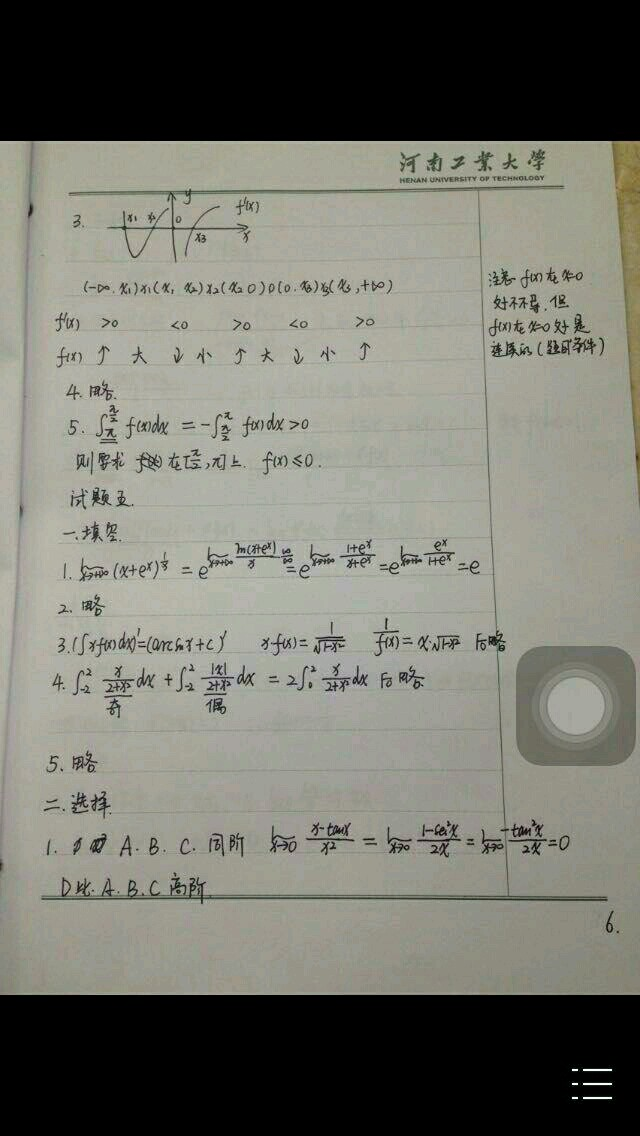 河南工业大学
HENAN UNIVERSITY OF TECHNOLOGY
3.
y
x₁ x₂ 0 x₃ x
f'(x)
(-∞,x₁) x₁ (x₁ x₂) x₂ (x₂ 0) 0 (0,x₃) x₃ (x₃,+∞)
f'(x) >0 <0 >0 <0 >0
f(x) ↑ 大 ↓ 小 ↑ 大 ↓ 小 ↑
注意 f(x) 在 x=0
处不可导, 但
f(x) 在 x=0 处是
连续的 (题目条件)
4. 略.
5. ∫_π^{π/2} f(x)dx = -∫_{π/2}^π f(x)dx >0
则要求 f(x) 在[π/2,π]上. f(x)≤0.
试题五.
一.填空.
1. lim_{x→+∞} (x+e^x)^{1/x} = e^{lim_{x→+∞} ln(x+e^x)/x} ∞/∞ = e^{lim_{x→+∞} (1+e^x)/(x+e^x)} = e^{lim_{x→+∞} e^x/(1+e^x)} = e
2. 略
3. (∫xf(x)dx)' = (arcsinx+c)' x·f(x) = 1/√(1-x²) 1/f(x) = x·√(1-x²) 后略
4. ∫_{-2}^2 x/(2+x²) dx + ∫_{-2}^2 |x|/(2+x²) dx = 2∫_0^2 x/(2+x²) dx 后略.
奇 偶
5. 略
二.选择.
1. A. B. C. 同阶 lim_{x→0} (x-tanx)/x² = lim_{x→0} (1-sec²x)/2x = lim_{x→0} -tan²x/2x = 0
D比. A. B. C 高阶.
6.